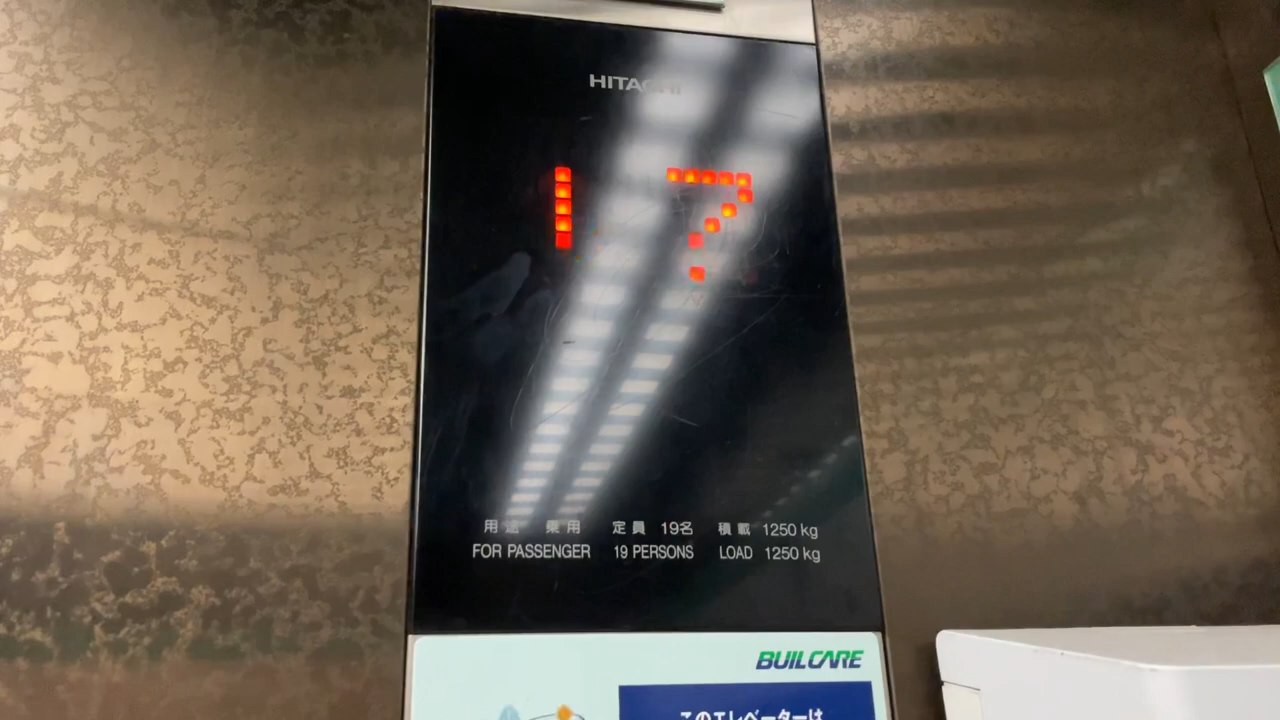 HITACHI
17
用途 乗用 定員 19名 積載 1250 kg
FOR PASSENGER 19 PERSONS LOAD 1250 kg
BUILCARE
このエレベーターは